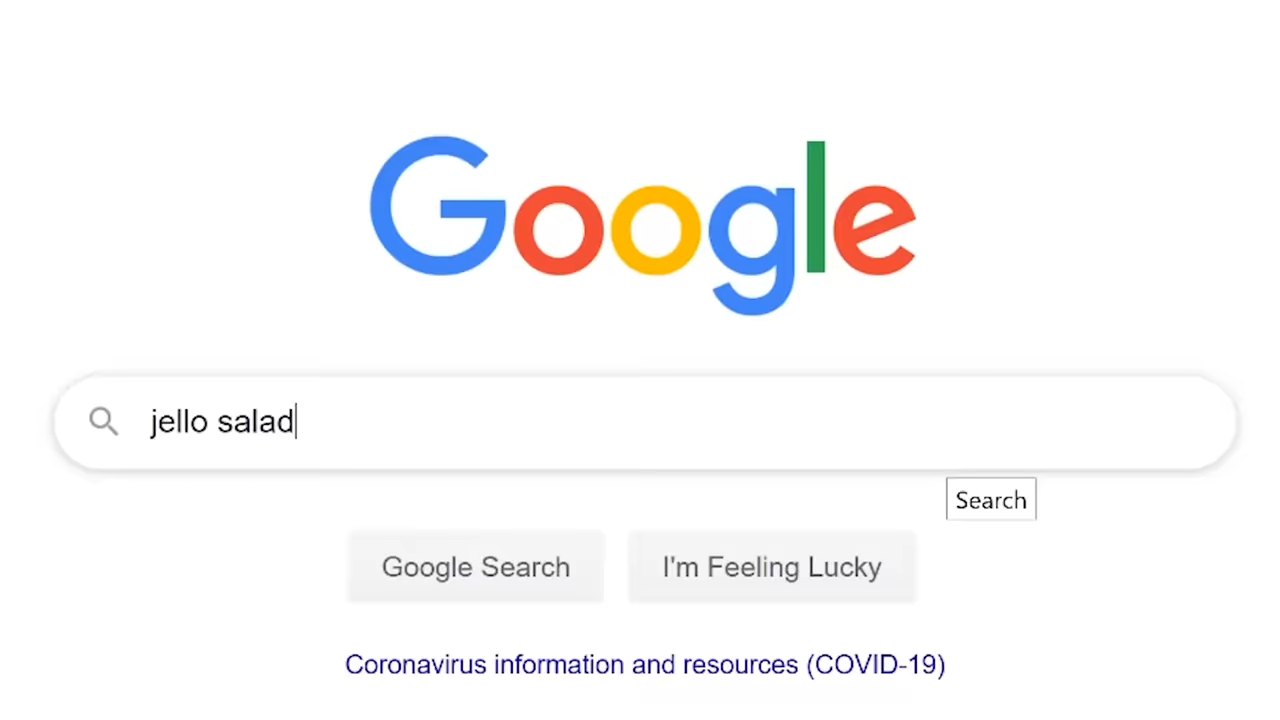 Google
jello salad
Search
Google Search I'm Feeling Lucky
Coronavirus information and resources (COVID-19)